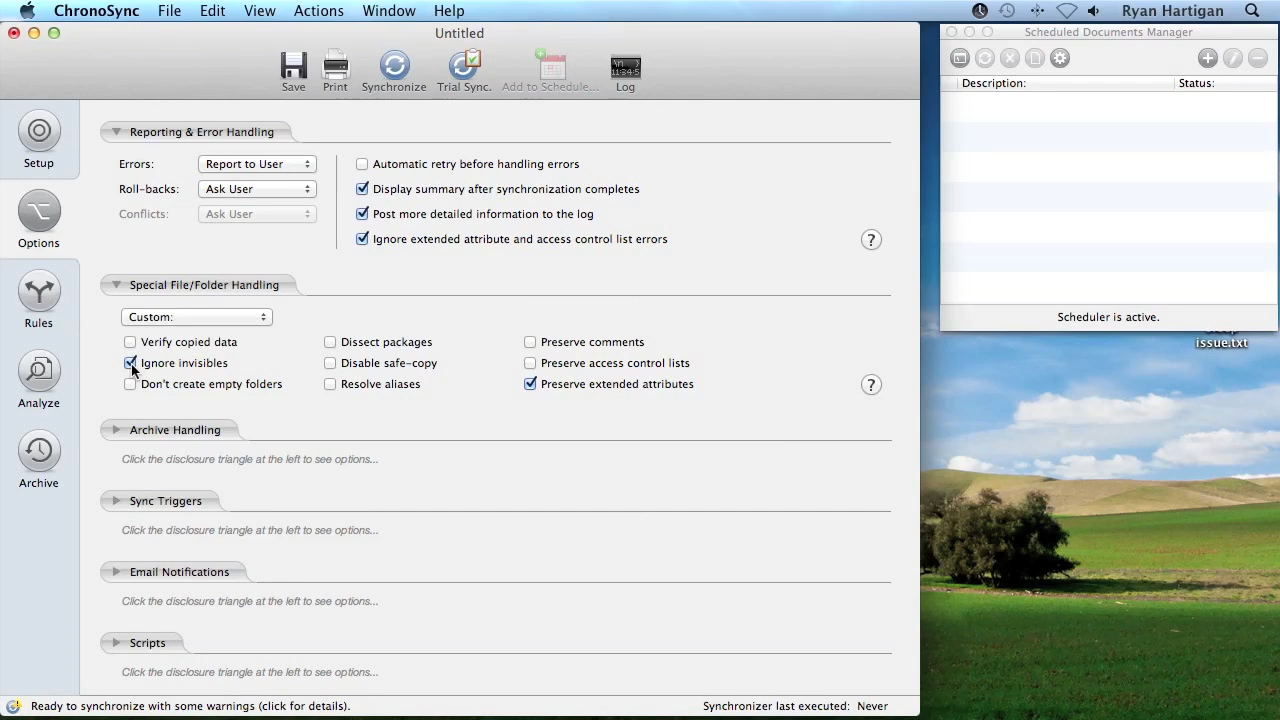 ChronoSync File Edit View Actions Window Help Ryan Hartigan
Untitled
Save Print Synchronize Trial Sync. Add to Schedule... Log
Setup
Options
Rules
Analyze
Archive
Reporting & Error Handling
Errors: Report to User
Roll-backs: Ask User
Conflicts: Ask User
Automatic retry before handling errors
Display summary after synchronization completes
Post more detailed information to the log
Ignore extended attribute and access control list errors
?
Special File/Folder Handling
Custom:
Verify copied data Dissect packages Preserve comments
Ignore invisibles Disable safe-copy Preserve access control lists
Don't create empty folders Resolve aliases Preserve extended attributes
?
Archive Handling
Click the disclosure triangle at the left to see options...
Sync Triggers
Click the disclosure triangle at the left to see options...
Email Notifications
Click the disclosure triangle at the left to see options...
Scripts
Click the disclosure triangle at the left to see options...
Ready to synchronize with some warnings (click for details). Synchronizer last executed: Never
Scheduled Documents Manager
Description: Status:
Scheduler is active.
issue.txt